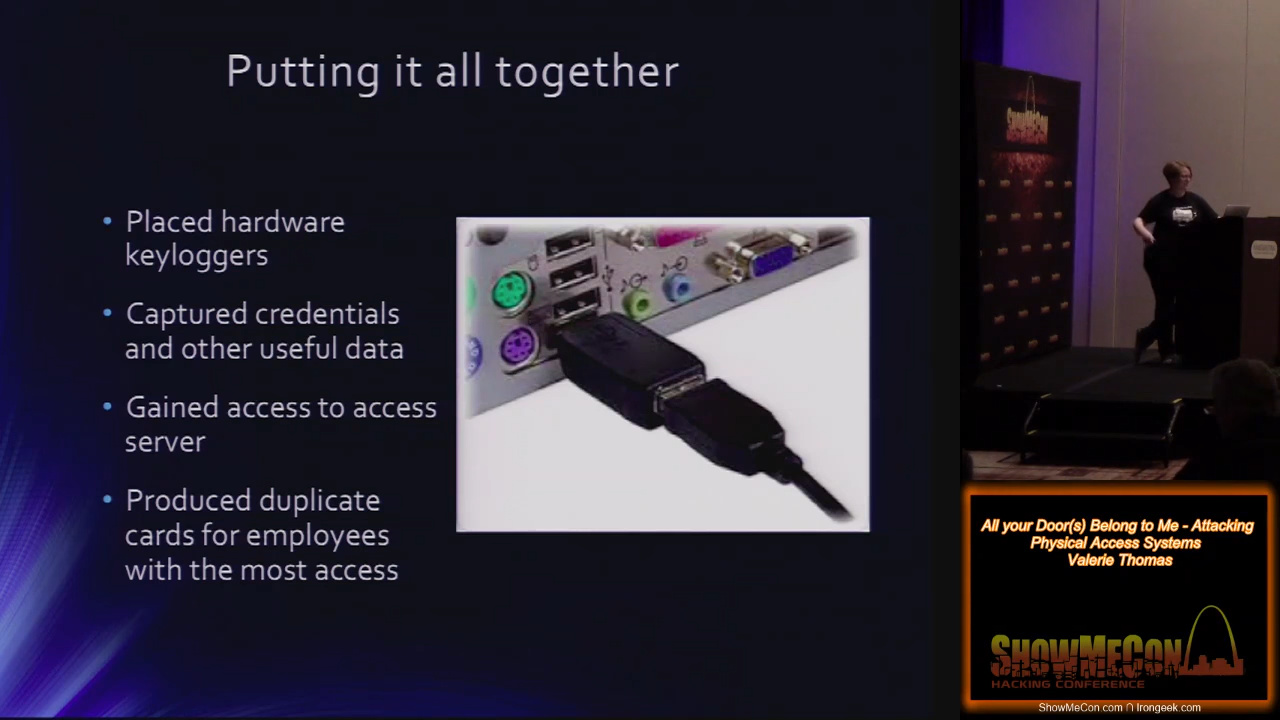 Putting it all together
• Placed hardware
keyloggers
• Captured credentials
and other useful data
• Gained access to access
server
• Produced duplicate
cards for employees
with the most access
SHOWMECON
All your Door(s) Belong to Me - Attacking
Physical Access Systems
Valerie Thomas
SHOWMECON
HACKING CONFERENCE
ShowMeCon.com ∩ Irongeek.com